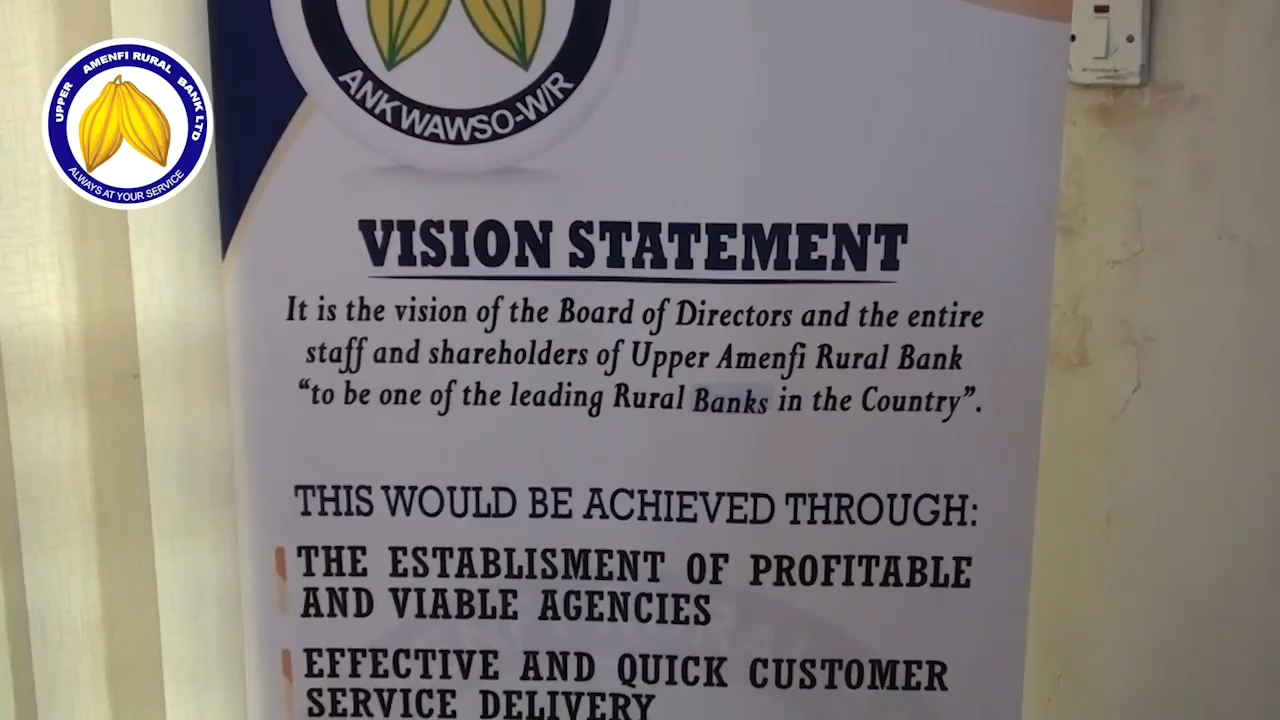 UPPER AMENFI RURAL BANK LTD
ALWAYS AT YOUR SERVICE
ANKWAWSO-W/R
VISION STATEMENT
It is the vision of the Board of Directors and the entire
staff and shareholders of Upper Amenfi Rural Bank
“to be one of the leading Rural Banks in the Country”.
THIS WOULD BE ACHIEVED THROUGH:
THE ESTABLISMENT OF PROFITABLE
AND VIABLE AGENCIES
EFFECTIVE AND QUICK CUSTOMER
SERVICE DELIVERY